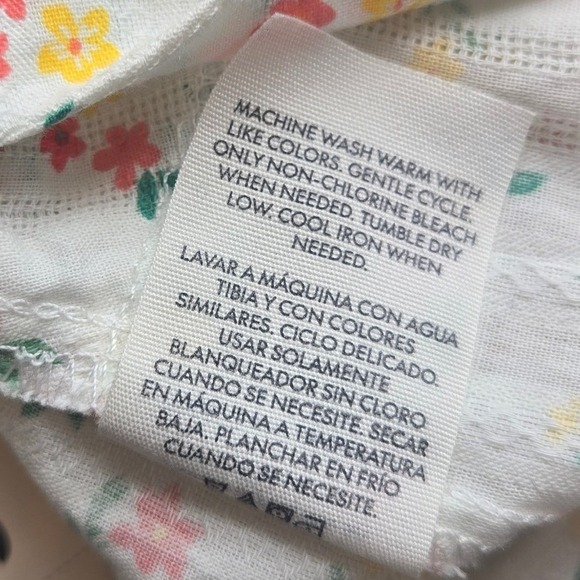 MACHINE WASH WARM WITH
LIKE COLORS. GENTLE CYCLE.
ONLY NON-CHLORINE BLEACH
WHEN NEEDED. TUMBLE DRY
LOW. COOL IRON WHEN
NEEDED.
LAVAR A MÁQUINA CON AGUA
TIBIA Y CON COLORES
SIMILARES. CICLO DELICADO.
USAR SOLAMENTE
BLANQUEADOR SIN CLORO
CUANDO SE NECESITE. SECAR
EN MÁQUINA A TEMPERATURA
BAJA. PLANCHAR EN FRÍO
CUANDO SE NECESITE.